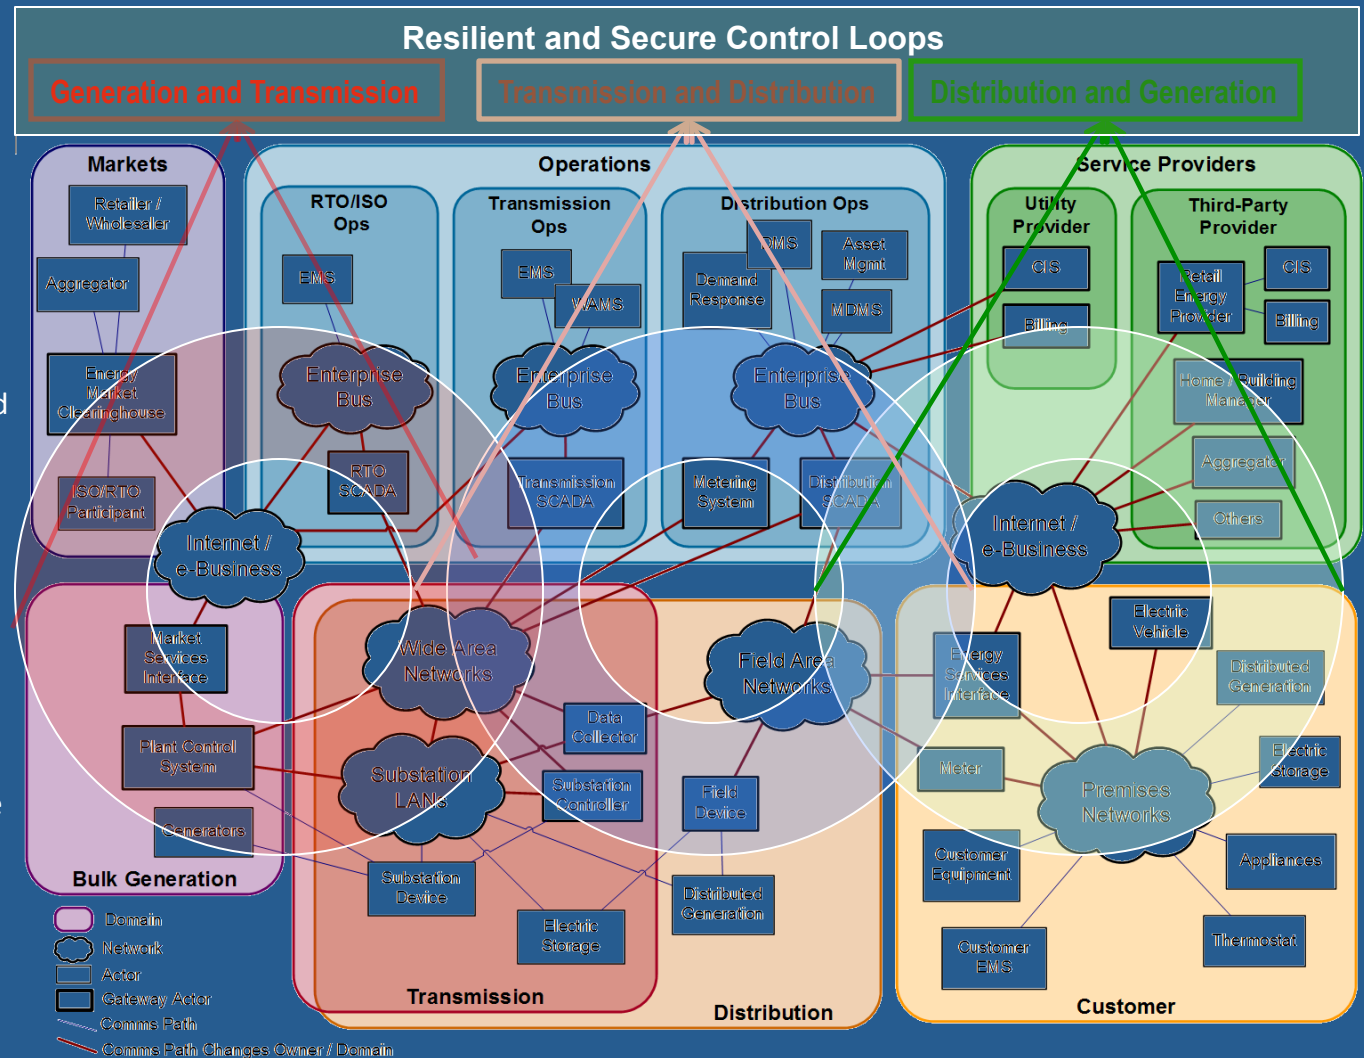 Resilient and Secure Control Loops
Generation and Transmission
Transmission and Distribution
Distribution and Generation
Markets
Retailer /
Wholesaler
Aggregator
Energy
Market
Clearinghouse
ISO/RTO
Participant
Operations
RTO/ISO
Ops
EMS
Enterprise
Bus
RTO
SCADA
Transmission
Ops
EMS
WAMS
Enterprise
Bus
Transmission
SCADA
Distribution Ops
DMS
Demand
Response
Asset
Mgmt
MDMS
Enterprise
Bus
Metering
System
Distribution
SCADA
Service Providers
Utility
Provider
CIS
Billing
Third-Party
Provider
Retail
Energy
Provider
CIS
Billing
Home / Building
Manager
Aggregator
Others
d
Internet /
e-Business
Internet /
e-Business
Market
Services
Interface
Plant Control
System
Generators
Bulk Generation
e
Wide Area
Networks
Substation
LANs
Data
Collector
Substation
Controller
Substation
Device
Electric
Storage
Transmission
Field Area
Networks
Field
Device
Distributed
Generation
Distribution
Energy
Services
Interface
Electric
Vehicle
Distributed
Generation
Meter
Premises
Networks
Electric
Storage
Customer
Equipment
Appliances
Customer
EMS
Thermostat
Customer
Domain
Network
Actor
Gateway Actor
Comms Path
Comms Path Changes Owner / Domain